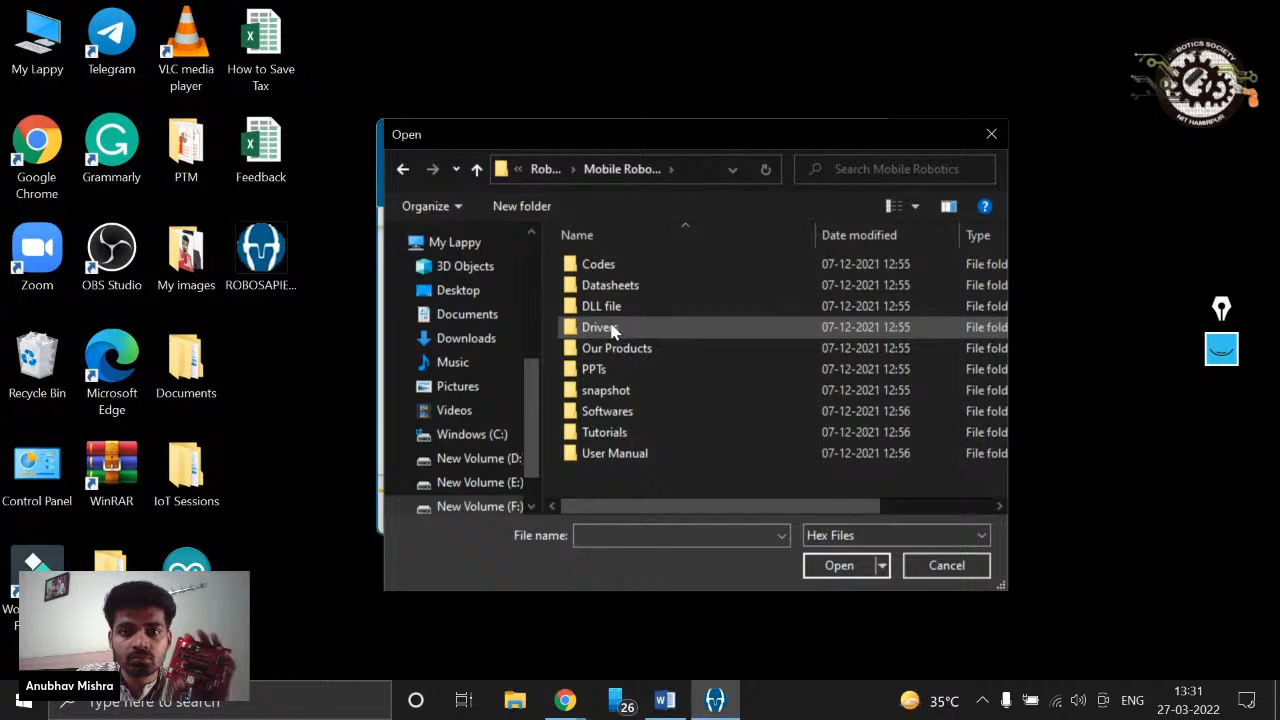 My Lappy
Telegram
VLC media
player
How to Save
Tax
Google
Chrome
Grammarly
PTM
Feedback
Zoom
OBS Studio
My images
ROBOSAPIE...
Recycle Bin
Microsoft
Edge
Documents
Control Panel
WinRAR
IoT Sessions
BOTICS SOCIETY
NIT HAMIRPUR
Open
« Rob... › Mobile Robo... ›
Search Mobile Robotics
Organize
New folder
My Lappy
3D Objects
Desktop
Documents
Downloads
Music
Pictures
Videos
Windows (C:)
New Volume (D:
New Volume (E:)
New Volume (F:)
Name Date modified Type
Codes 07-12-2021 12:55 File fold
Datasheets 07-12-2021 12:55 File fold
DLL file 07-12-2021 12:55 File fold
Drive 07-12-2021 12:55 File fold
Our Products 07-12-2021 12:55 File fold
PPTs 07-12-2021 12:55 File fold
snapshot 07-12-2021 12:55 File fold
Softwares 07-12-2021 12:56 File fold
Tutorials 07-12-2021 12:56 File fold
User Manual 07-12-2021 12:56 File fold
File name:
Hex Files
Open
Cancel
Anubhav Mishra
Type here to search
26
35°C
ENG
13:31
27-03-2022